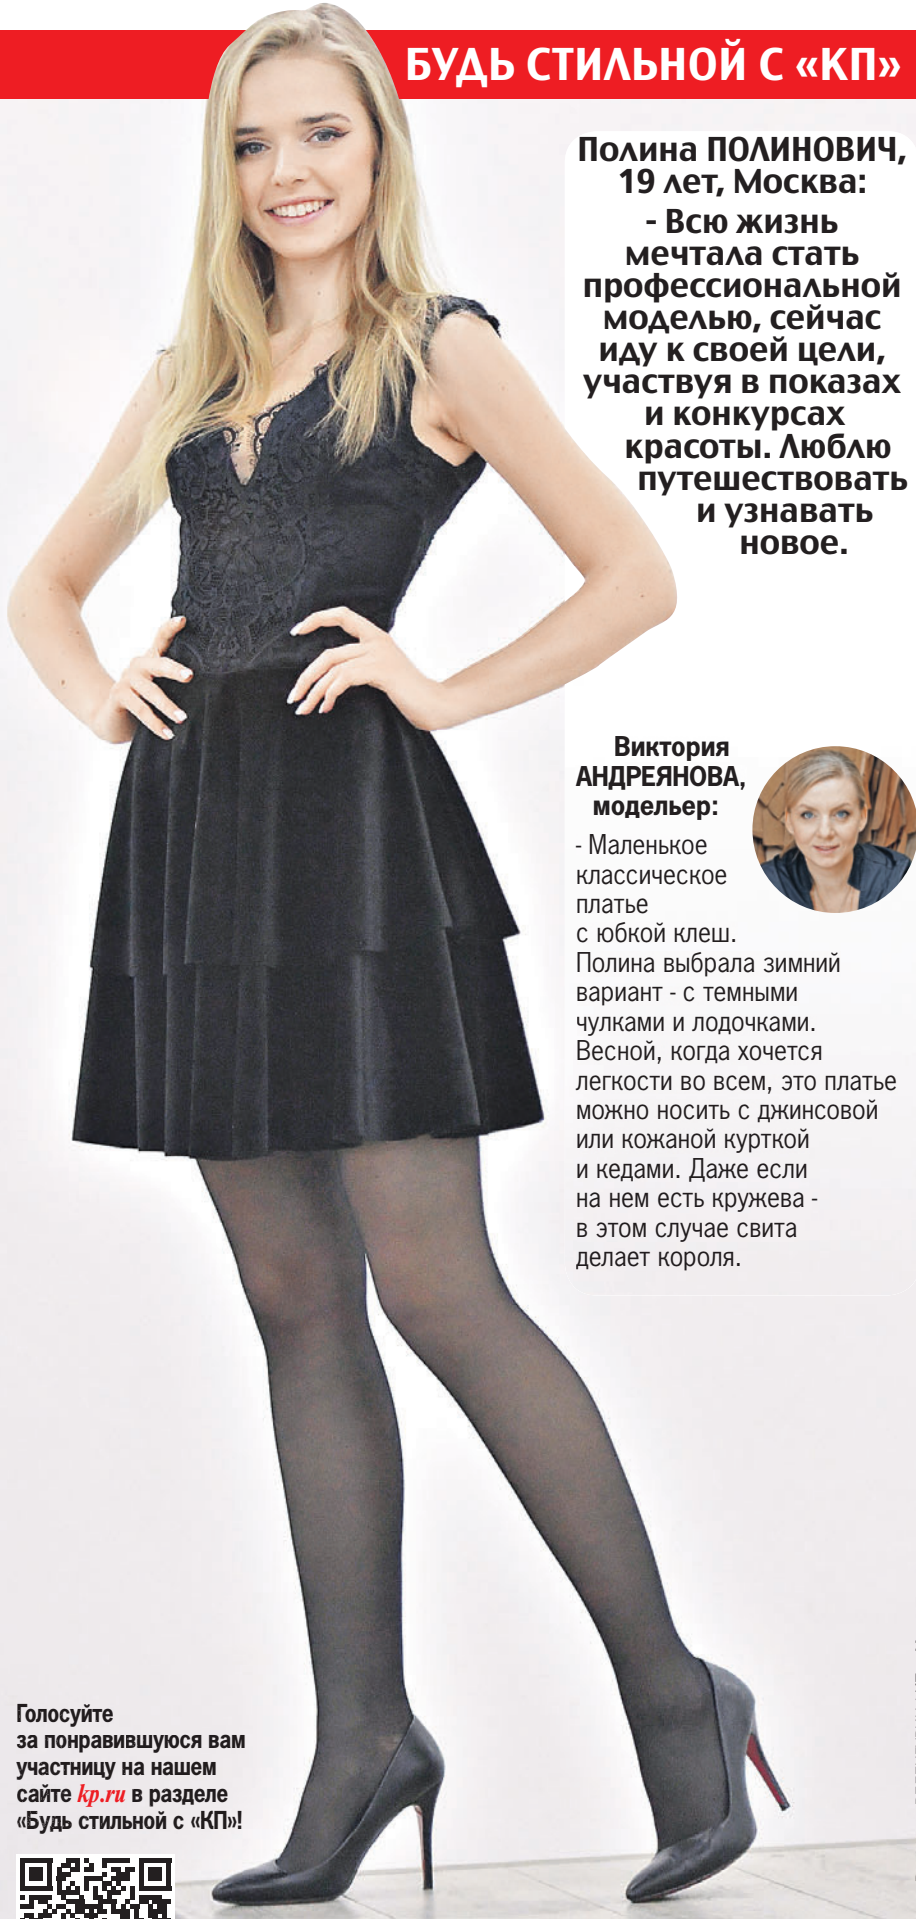 БУДЬ СТИЛЬНОЙ С «КП»
Полина ПОЛИНОВИЧ,
19 лет, Москва:
- Всю жизнь
мечтала стать
профессиональной
моделью, сейчас
иду к своей цели,
участвуя в показах
и конкурсах
красоты. Люблю
путешествовать
и узнавать
новое.
Виктория
АНДРЕЯНОВА,
модельер:
- Маленькое
классическое
платье
с юбкой клеш.
Полина выбрала зимний
вариант - с темными
чулками и лодочками.
Весной, когда хочется
легкости во всем, это платье
можно носить с джинсовой
или кожаной курткой
и кедами. Даже если
на нем есть кружева -
в этом случае свита
делает короля.
Голосуйте
за понравившуюся вам
участницу на нашем
сайте kp.ru в разделе
«Будь стильной с «КП»!